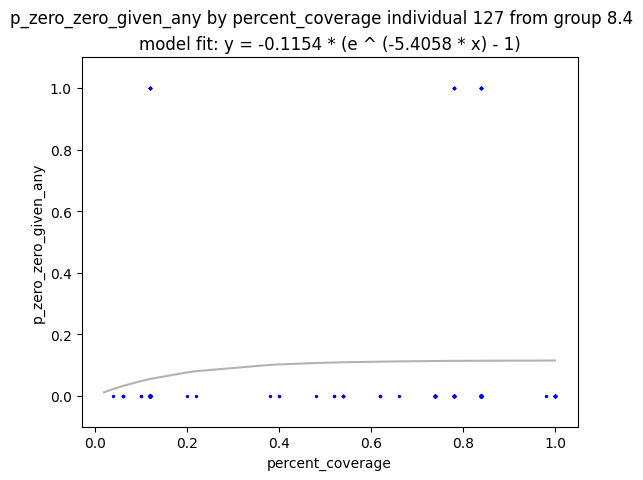 p_zero_zero_given_any by percent_coverage individual 127 from group 8.4
model fit: y = -0.1154 * (e ^ (-5.4058 * x) - 1)
p_zero_zero_given_any
1.0
0.8
0.6
0.4
0.2
0.0
0.0 0.2 0.4 0.6 0.8 1.0
percent_coverage